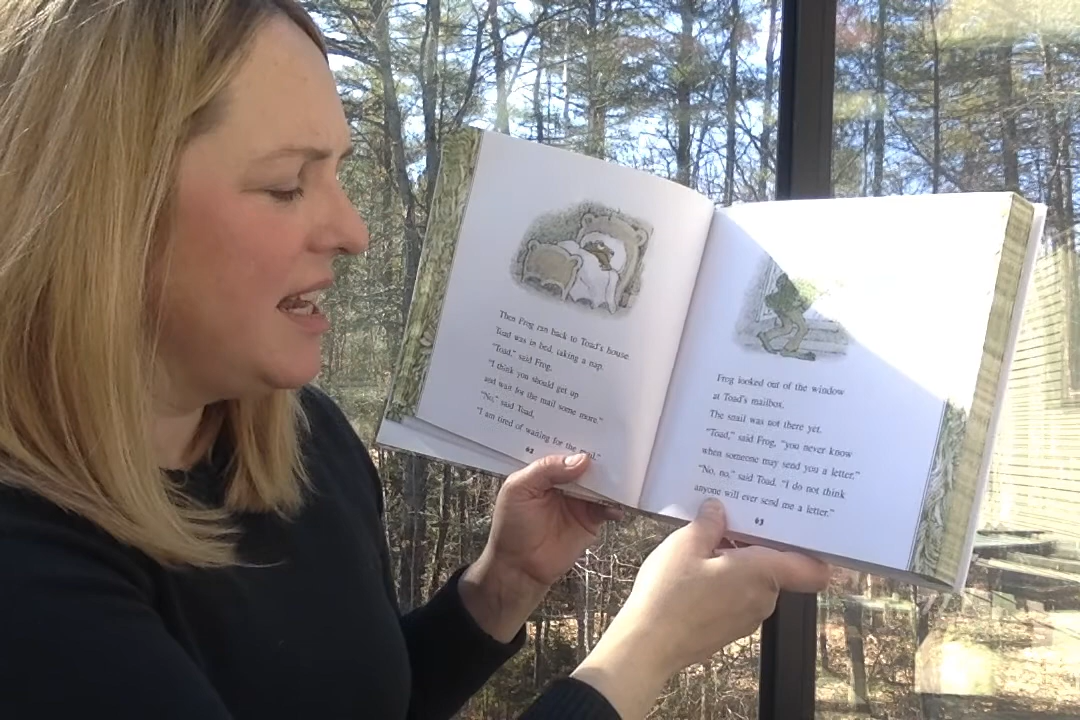 Then Frog ran back to Toad's house.
Toad was in bed, taking a nap.
"Toad," said Frog,
"I think you should get up
and wait for the mail some more."
"No," said Toad,
"I am tired of waiting for the mail."
62
Frog looked out of the window
at Toad's mailbox.
The snail was not there yet.
"Toad," said Frog, "you never know
when someone may send you a letter."
"No, no," said Toad. "I do not think
anyone will ever send me a letter."
63